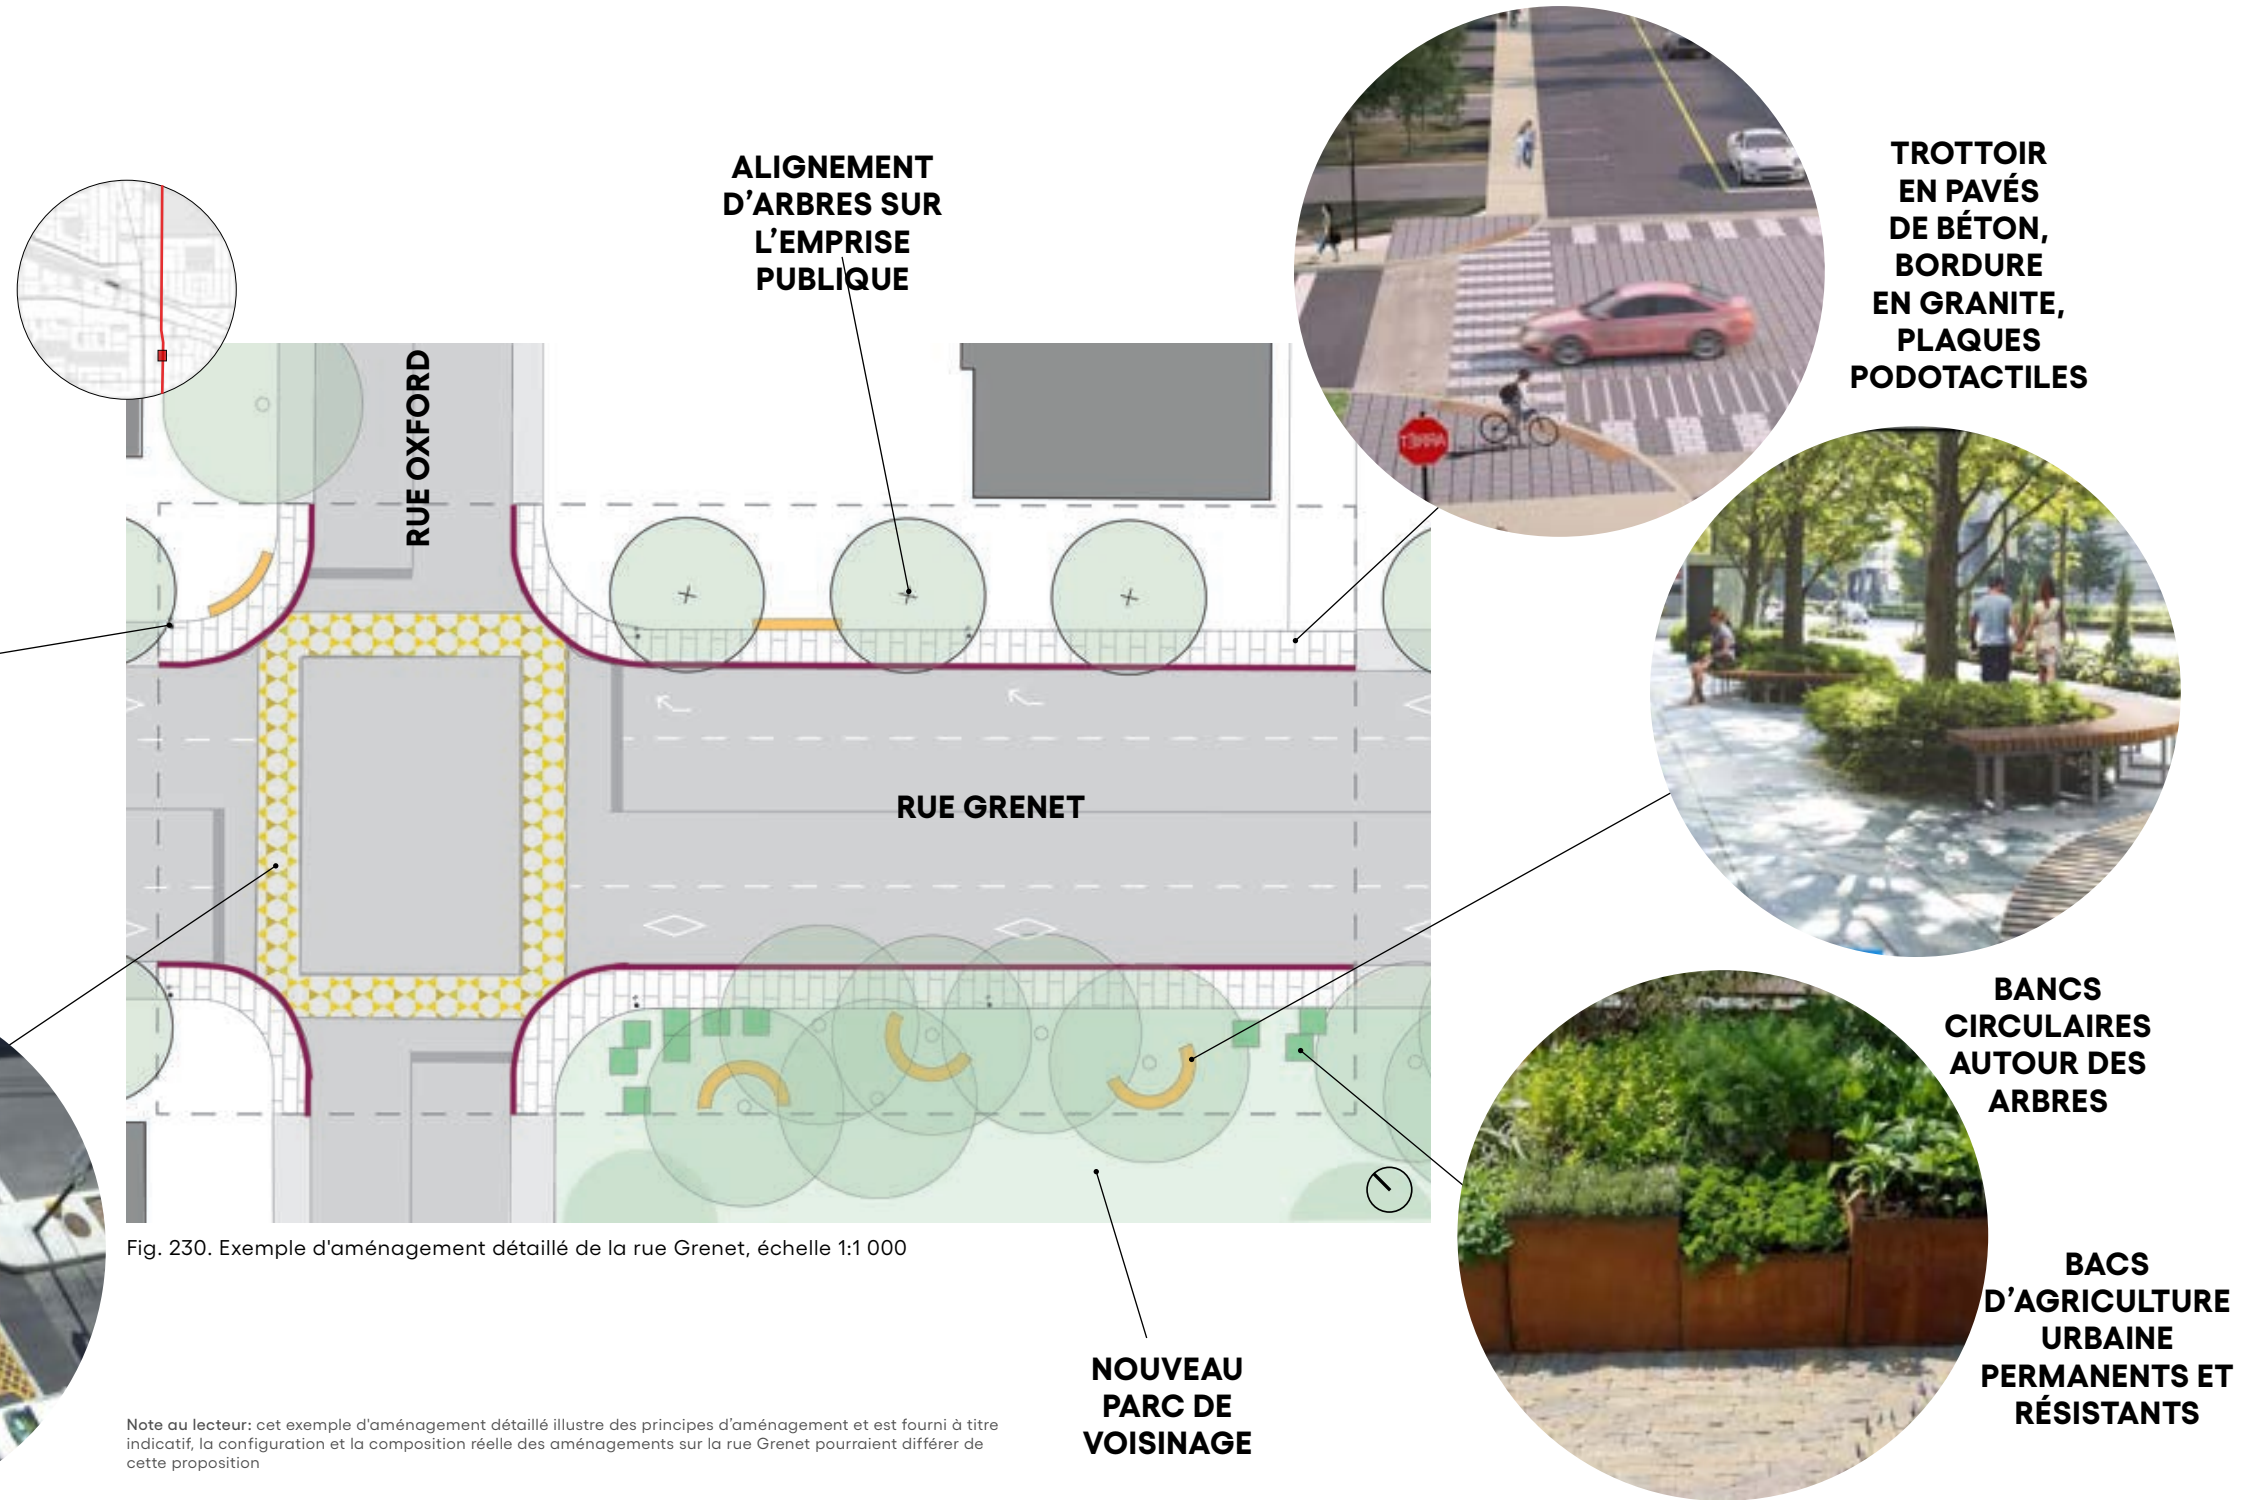 ALIGNEMENT
D’ARBRES SUR
L’EMPRISE
PUBLIQUE
TROTTOIR
EN PAVÉS
DE BÉTON,
BORDURE
EN GRANITE,
PLAQUES
PODOTACTILES
ARRÊT
RUE OXFORD
RUE GRENET
BANCS
CIRCULAIRES
AUTOUR DES
ARBRES
BACS
D’AGRICULTURE
URBAINE
PERMANENTS ET
RÉSISTANTS
Fig. 230. Exemple d'aménagement détaillé de la rue Grenet, échelle 1:1 000
NOUVEAU
PARC DE
VOISINAGE
Note au lecteur: cet exemple d'aménagement détaillé illustre des principes d’aménagement et est fourni à titre
indicatif, la configuration et la composition réelle des aménagements sur la rue Grenet pourraient différer de
cette proposition